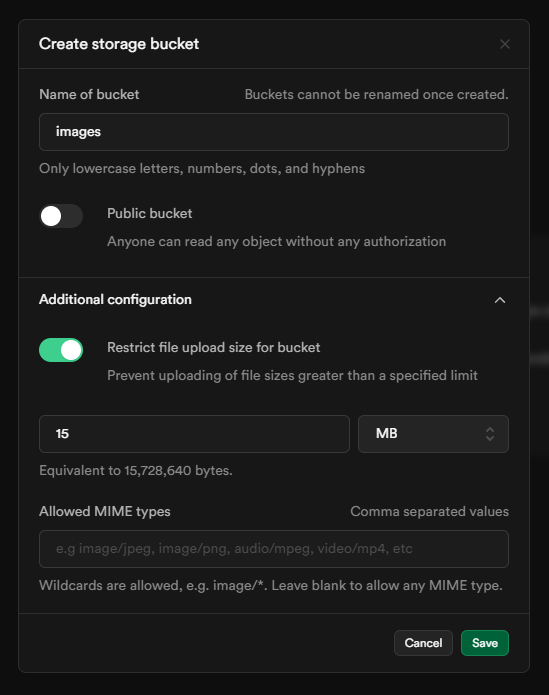 Create storage bucket
Name of bucket
Buckets cannot be renamed once created.
images
Only lowercase letters, numbers, dots, and hyphens
Public bucket
Anyone can read any object without any authorization
Additional configuration
Restrict file upload size for bucket
Prevent uploading of file sizes greater than a specified limit
15
MB
Equivalent to 15,728,640 bytes.
Allowed MIME types
Comma separated values
e.g image/jpeg, image/png, audio/mpeg, video/mp4, etc
Wildcards are allowed, e.g. image/*. Leave blank to allow any MIME type.
Cancel
Save